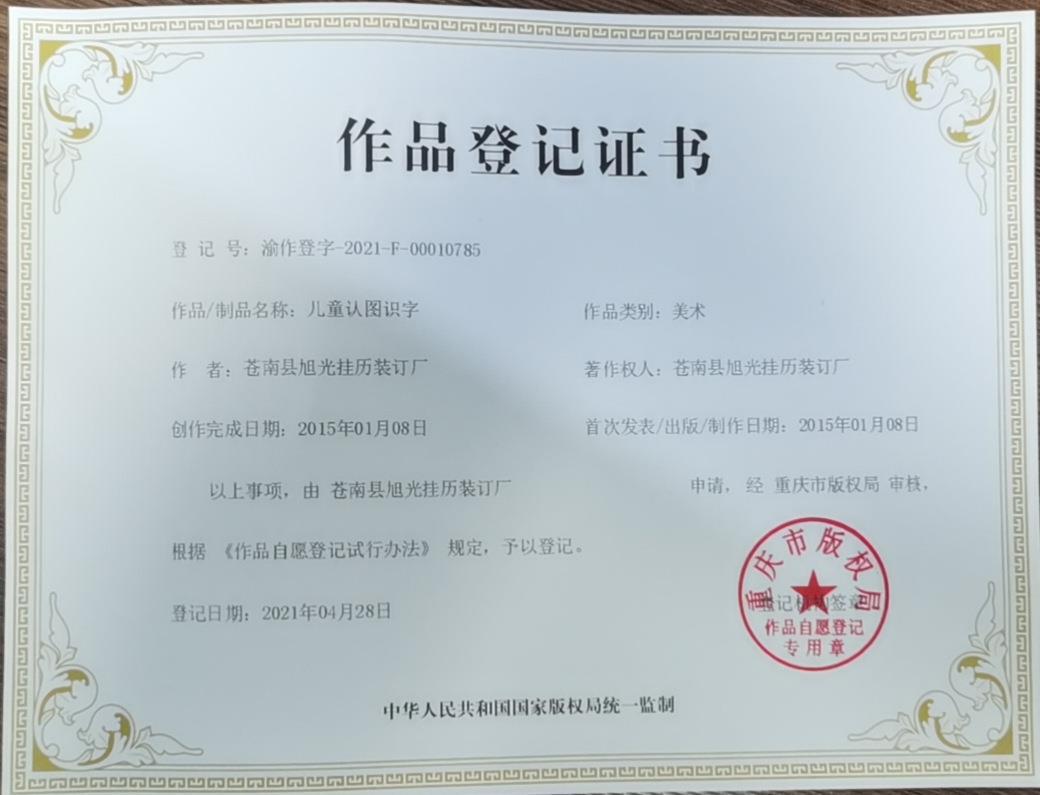 作品登记证书
登 记 号：渝作登字-2021-F-00010785
作品/制品名称：儿童认图识字 作品类别：美术
作 者：苍南县旭光挂历装订厂 著作权人：苍南县旭光挂历装订厂
创作完成日期：2015年01月08日 首次发表/出版/制作日期：2015年01月08日
以上事项，由 苍南县旭光挂历装订厂 申请，经 重庆市版权局 审核，
根据 《作品自愿登记试行办法》 规定，予以登记。
登记日期：2021年04月28日
重庆市版权局
登记机构签章
作品自愿登记
专用章
中华人民共和国国家版权局统一监制